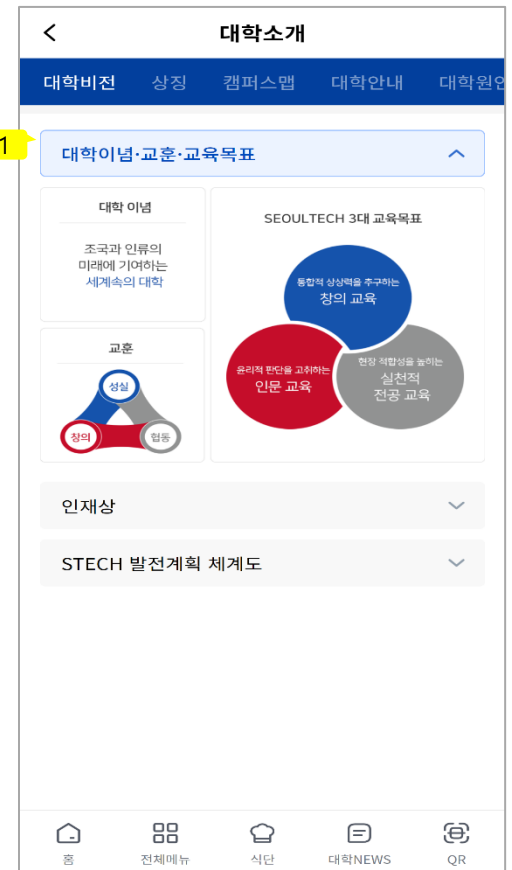 대학소개
대학비전 상징 캠퍼스맵 대학안내 대학원안
1
대학이념·교훈·교육목표
대학 이념
조국과 인류의
미래에 기여하는
세계속의 대학
교훈
성실
창의
협동
SEOULTECH 3대 교육목표
통합적 상상력을 추구하는
창의 교육
윤리적 판단을 고취하는
인문 교육
현장 적합성을 높히는
실천적
전공 교육
인재상
STECH 발전계획 체계도
홈 전체메뉴 식단 대학NEWS QR